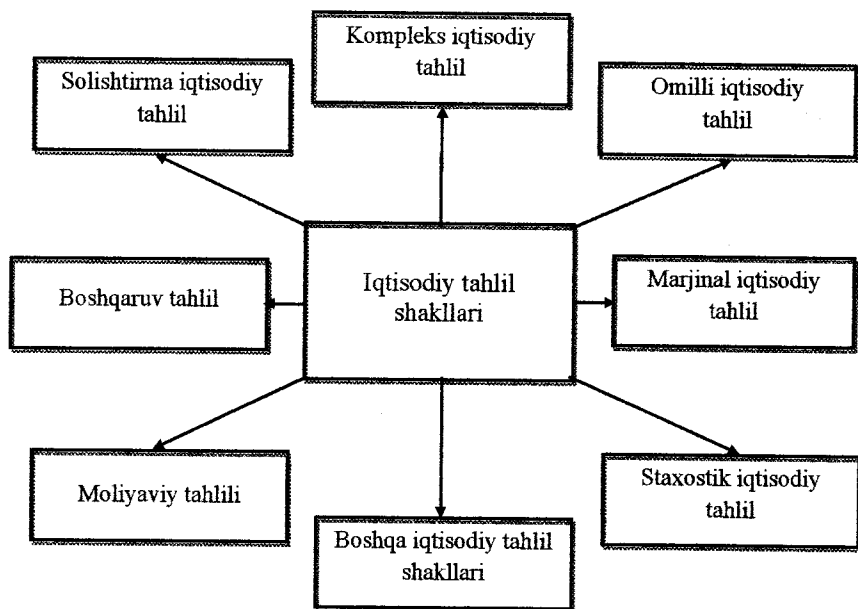 Kompleks iqtisodiy
tahlil
Solishtirma iqtisodiy
tahlil
Omilli iqtisodiy
tahlil
Boshqaruv tahlil
Iqtisodiy tahlil
shakllari
Marjinal iqtisodiy
tahlil
Moliyaviy tahlili
Boshqa iqtisodiy tahlil
shakllari
Staxostik iqtisodiy
tahlil